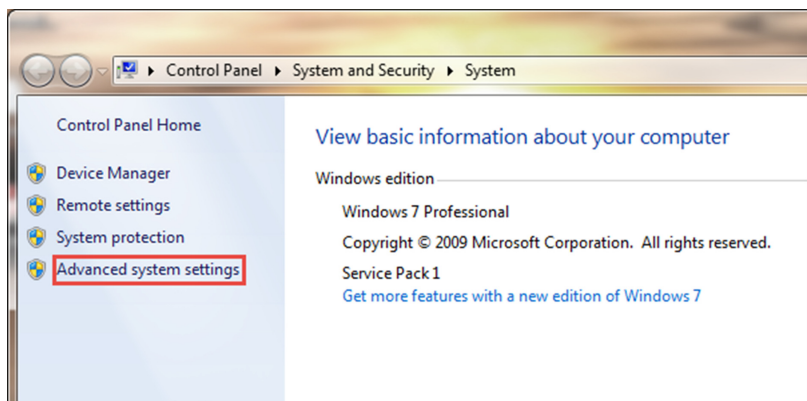 Control Panel System and Security System
Control Panel Home
Device Manager
Remote settings
System protection
Advanced system settings
View basic information about your computer
Windows edition
Windows 7 Professional
Copyright © 2009 Microsoft Corporation. All rights reserved.
Service Pack 1
Get more features with a new edition of Windows 7